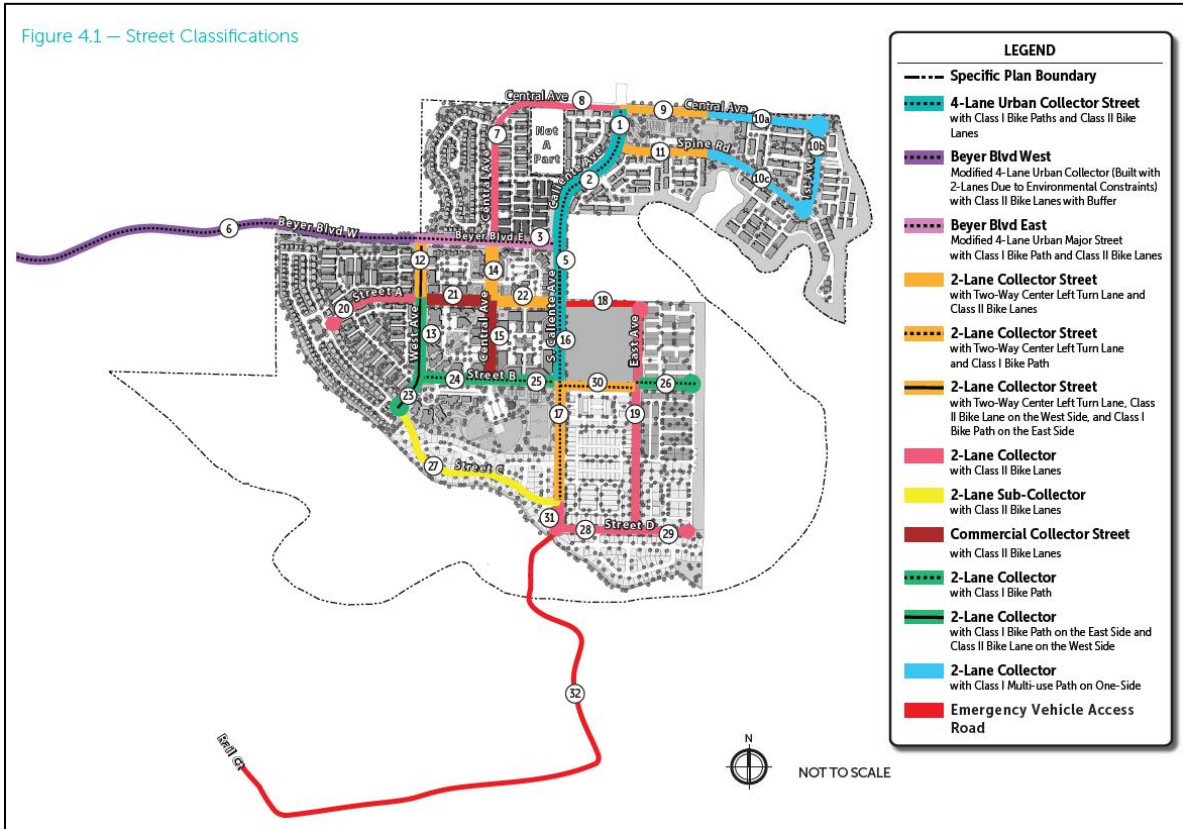 Figure 4.1 — Street Classifications
LEGEND
Specific Plan Boundary
4-Lane Urban Collector Street
with Class I Bike Paths and Class II Bike
Lanes
Beyer Blvd West
Modified 4-Lane Urban Collector (Built with
2-Lanes Due to Environmental Constraints)
with Class II Bike Lanes with Buffer
Beyer Blvd East
Modified 4-Lane Urban Major Street
with Class I Bike Path and Class II Bike Lanes
2-Lane Collector Street
with Two-Way Center Left Turn Lane and
Class II Bike Lanes
2-Lane Collector Street
with Two-Way Center Left Turn Lane
and Class I Bike Path
2-Lane Collector Street
with Two-Way Center Left Turn Lane, Class
II Bike Lane on the West Side, and Class I
Bike Path on the East Side
2-Lane Collector
with Class II Bike Lanes
2-Lane Sub-Collector
with Class II Bike Lanes
Commercial Collector Street
with Class II Bike Lanes
2-Lane Collector
with Class I Bike Path
2-Lane Collector
with Class I Bike Path on the East Side and
Class II Bike Lane on the West Side
2-Lane Collector
with Class I Multi-use Path on One-Side
Emergency Vehicle Access
Road
Central Ave
8
9
Central Ave
10a
7
Not
A
Part
1
10b
11
Spine Rd
Central Ave
Caliente Ave
2
10c
1st Ave
6
Beyer Blvd W
Beyer Blvd E
3
12
14
5
Street A
20
21
22
18
West Ave
13
Central Ave
15
S. Caliente Ave
16
East Ave
24
Street B
25
30
26
23
17
19
27
Street C
31
28
Street D
29
32
Rail Ct
N
NOT TO SCALE